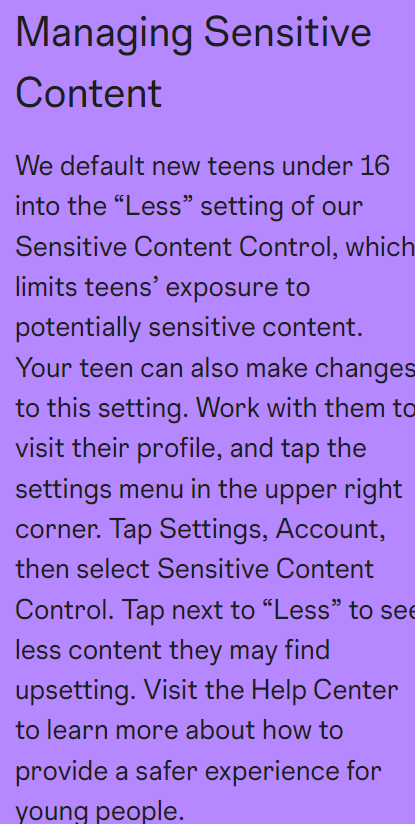 Managing Sensitive
Content
We default new teens under 16
into the “Less” setting of our
Sensitive Content Control, which
limits teens’ exposure to
potentially sensitive content.
Your teen can also make changes
to this setting. Work with them to
visit their profile, and tap the
settings menu in the upper right
corner. Tap Settings, Account,
then select Sensitive Content
Control. Tap next to “Less” to see
less content they may find
upsetting. Visit the Help Center
to learn more about how to
provide a safer experience for
young people.